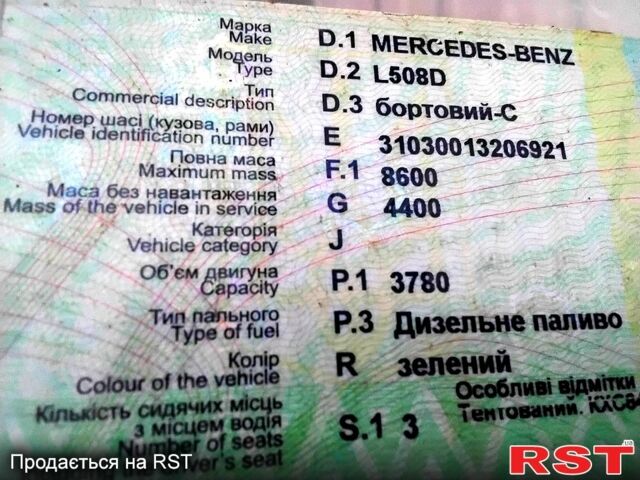 Марка
Make D.1 MERCEDES-BENZ
Модель
Type D.2 L508D
Тип
Commercial description D.3 бортовий-С
Номер шасі (кузова, рами)
Vehicle identification number E 31030013206921
Повна маса
Maximum mass F.1 8600
Маса без навантаження
Mass of the vehicle in service G 4400
Категорія
Vehicle category J
Об'єм двигуна
Capacity P.1 3780
Тип пального
Type of fuel P.3 Дизельне паливо
Колір
Colour of the vehicle R зелений
Кількість сидячих місць
з місцем водія
Number of seats S.1 3
driver's seat
Особливі відмітки
Тентований.
Продається на RST
RST